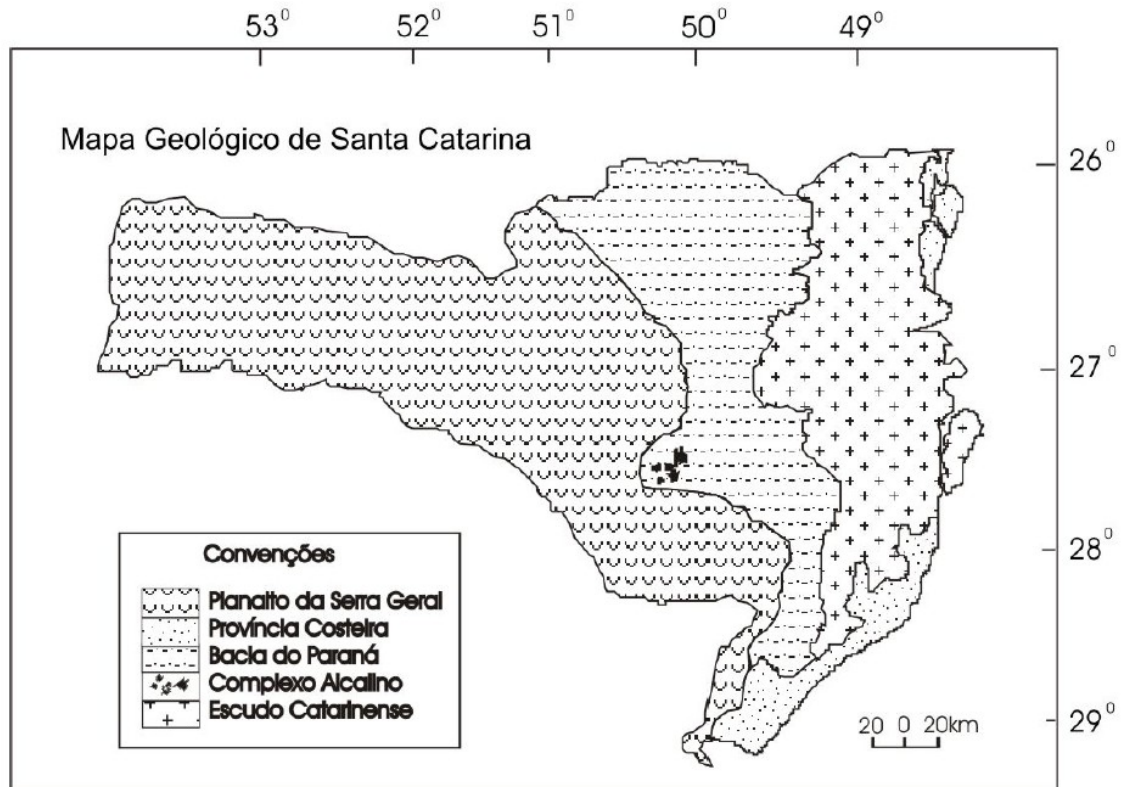 53⁰ 52⁰ 51⁰ 50⁰ 49⁰
Mapa Geológico de Santa Catarina
26⁰
27⁰
28⁰
29⁰
Convenções
Planalto da Serra Geral
Província Costeira
Bacia do Paraná
Complexo Alcalino
Escudo Catarinense
20 0 20km